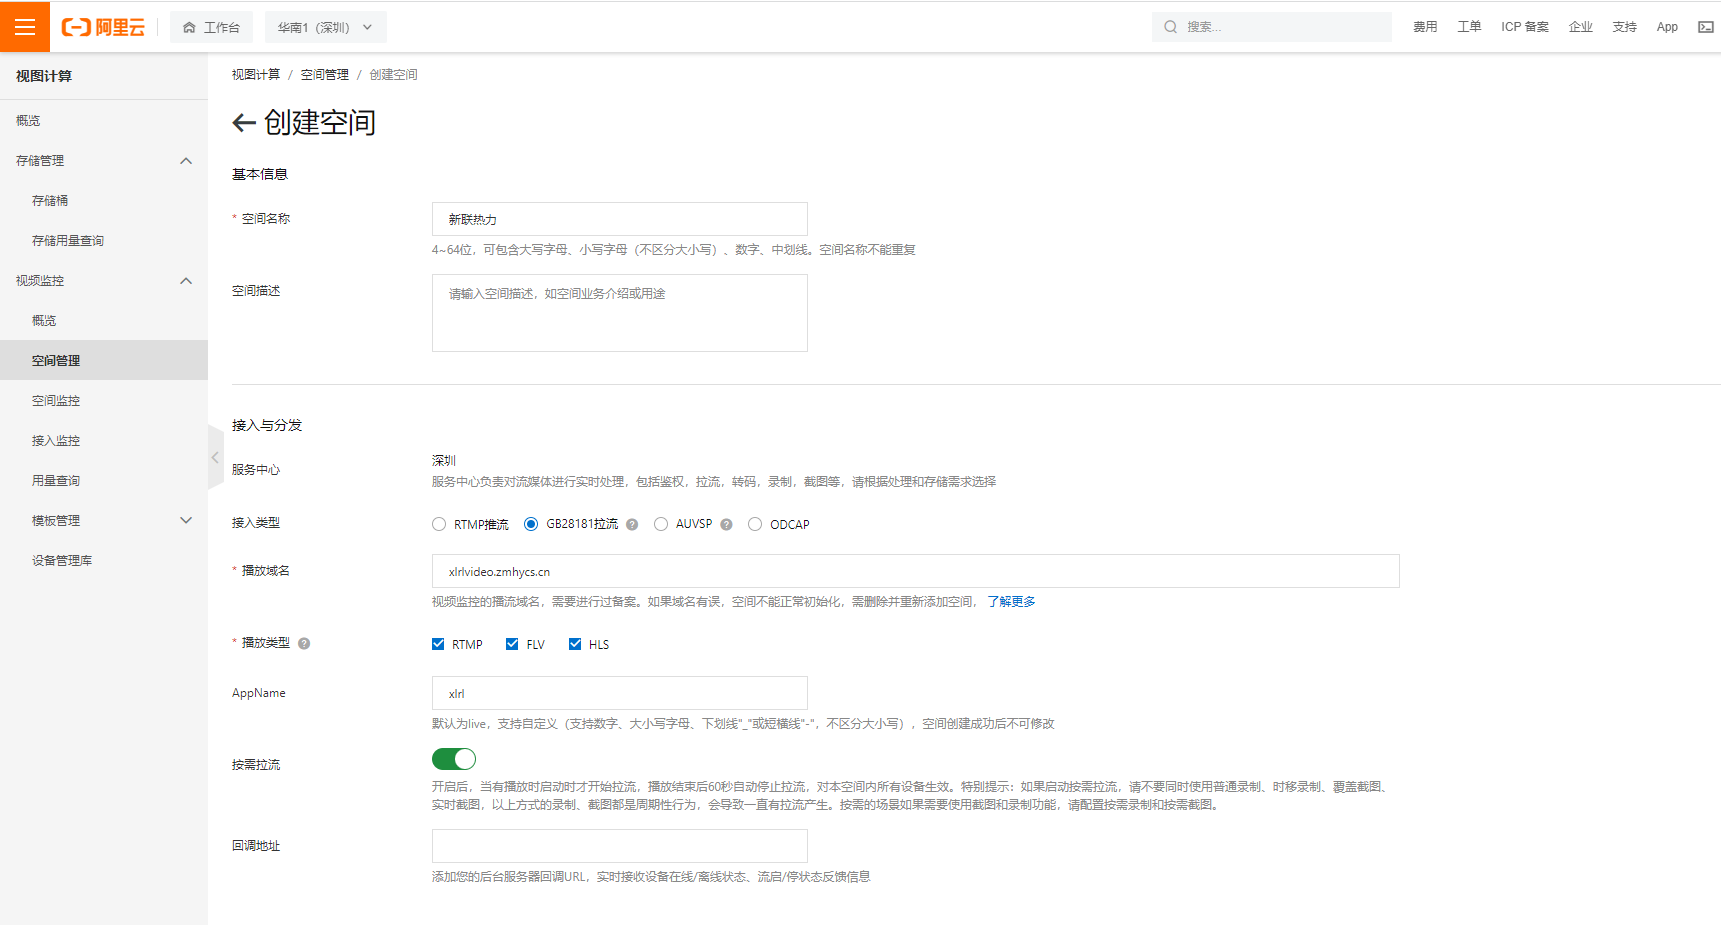 阿里云
工作台
华南1（深圳）
搜索...
费用
工单
ICP 备案
企业
支持
App
视图计算
概览
存储管理
存储桶
存储用量查询
视频监控
概览
空间管理
空间监控
接入监控
用量查询
模板管理
设备管理库
视图计算 / 空间管理 / 创建空间
创建空间
基本信息
* 空间名称
新联热力
4~64位，可包含大写字母、小写字母（不区分大小写）、数字、中划线。空间名称不能重复
空间描述
请输入空间描述，如空间业务介绍或用途
接入与分发
服务中心
深圳
服务中心负责对流媒体进行实时处理，包括鉴权，拉流，转码，录制，截图等，请根据处理和存储需求选择
接入类型
RTMP推流 GB28181拉流 ? AUVSP ? ODCAP
* 播放域名
xlrlvideo.zmhycs.cn
视频监控的播流域名，需要进行过备案。如果域名有误，空间不能正常初始化，需删除并重新添加空间， 了解更多
* 播放类型 ?
RTMP FLV HLS
AppName
xlrl
默认为live，支持自定义（支持数字、大小写字母、下划线"_"或短横线"-"，不区分大小写），空间创建成功后不可修改
按需拉流
开启后，当有播放时启动时才开始拉流，播放结束后60秒自动停止拉流，对本空间内所有设备生效。特别提示：如果启动按需拉流，请不要同时使用普通录制、时移录制、覆盖截图、
实时截图，以上方式的录制、截图都是周期性行为，会导致一直有拉流产生。按需的场景如果需要使用截图和录制功能，请配置按需录制和按需截图。
回调地址
添加您的后台服务器回调URL，实时接收设备在线/离线状态、流启/停状态反馈信息